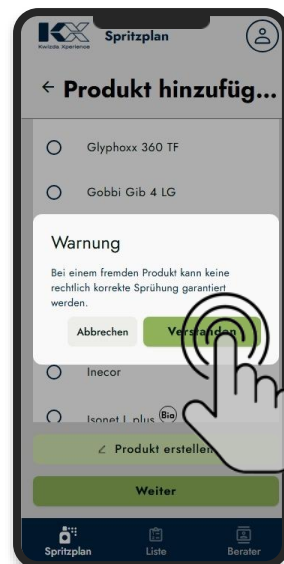 KX
Kwizda Xperience
Spritzplan
← Produkt hinzufüg...
Glyphoxx 360 TF
Gobbi Gib 4 LG
Warnung
Bei einem fremden Produkt kann keine
rechtlich korrekte Sprühung garantiert
werden.
Abbrechen Verstanden
Inecor
Isonet L plus Bio
Produkt erstellen
Weiter
Spritzplan Liste Berater